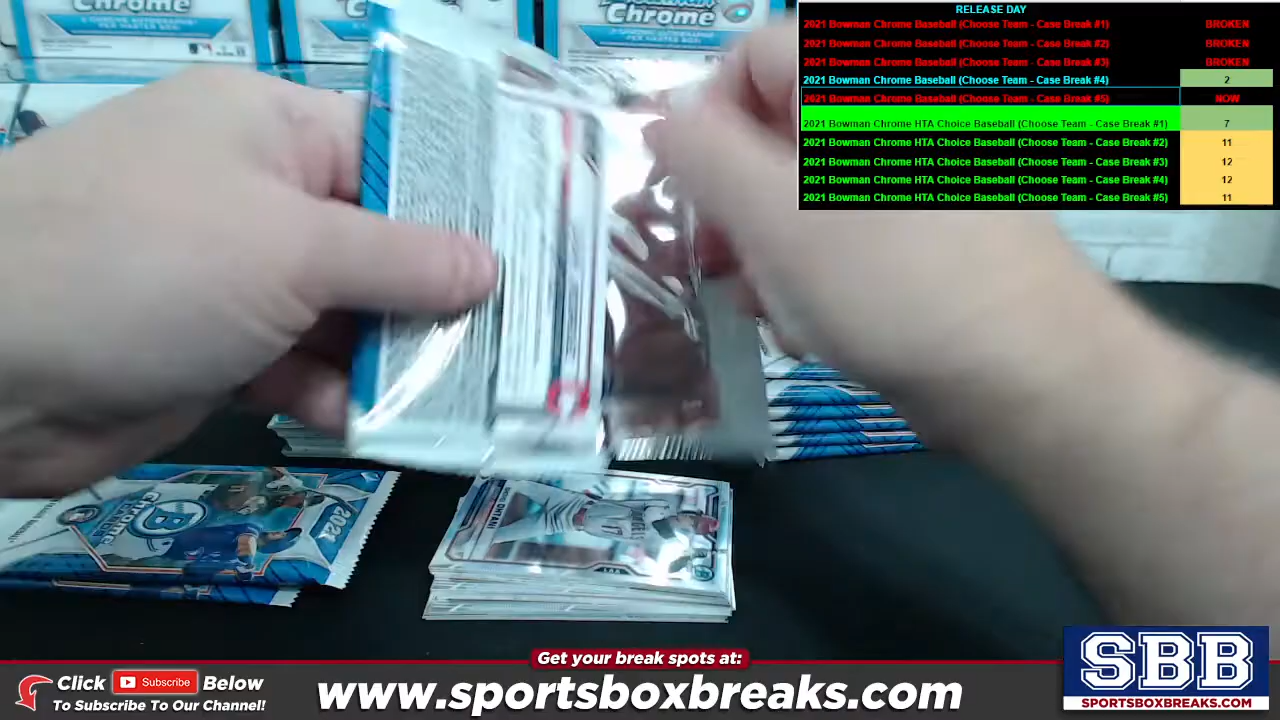 Chrome
Chrome
RELEASE DAY
2021 Bowman Chrome Baseball (Choose Team - Case Break #1) BROKEN
2021 Bowman Chrome Baseball (Choose Team - Case Break #2) BROKEN
2021 Bowman Chrome Baseball (Choose Team - Case Break #3) BROKEN
2021 Bowman Chrome Baseball (Choose Team - Case Break #4) 2
2021 Bowman Chrome Baseball (Choose Team - Case Break #5) NOW
2021 Bowman Chrome HTA Choice Baseball (Choose Team - Case Break #1) 7
2021 Bowman Chrome HTA Choice Baseball (Choose Team - Case Break #2) 11
2021 Bowman Chrome HTA Choice Baseball (Choose Team - Case Break #3) 12
2021 Bowman Chrome HTA Choice Baseball (Choose Team - Case Break #4) 12
2021 Bowman Chrome HTA Choice Baseball (Choose Team - Case Break #5) 11
OHTANI
ANGELS
17
B
CHROME
2021
Get your break spots at:
Click Subscribe Below
To Subscribe To Our Channel!
www.sportsboxbreaks.com
SBB
SPORTSBOXBREAKS.COM